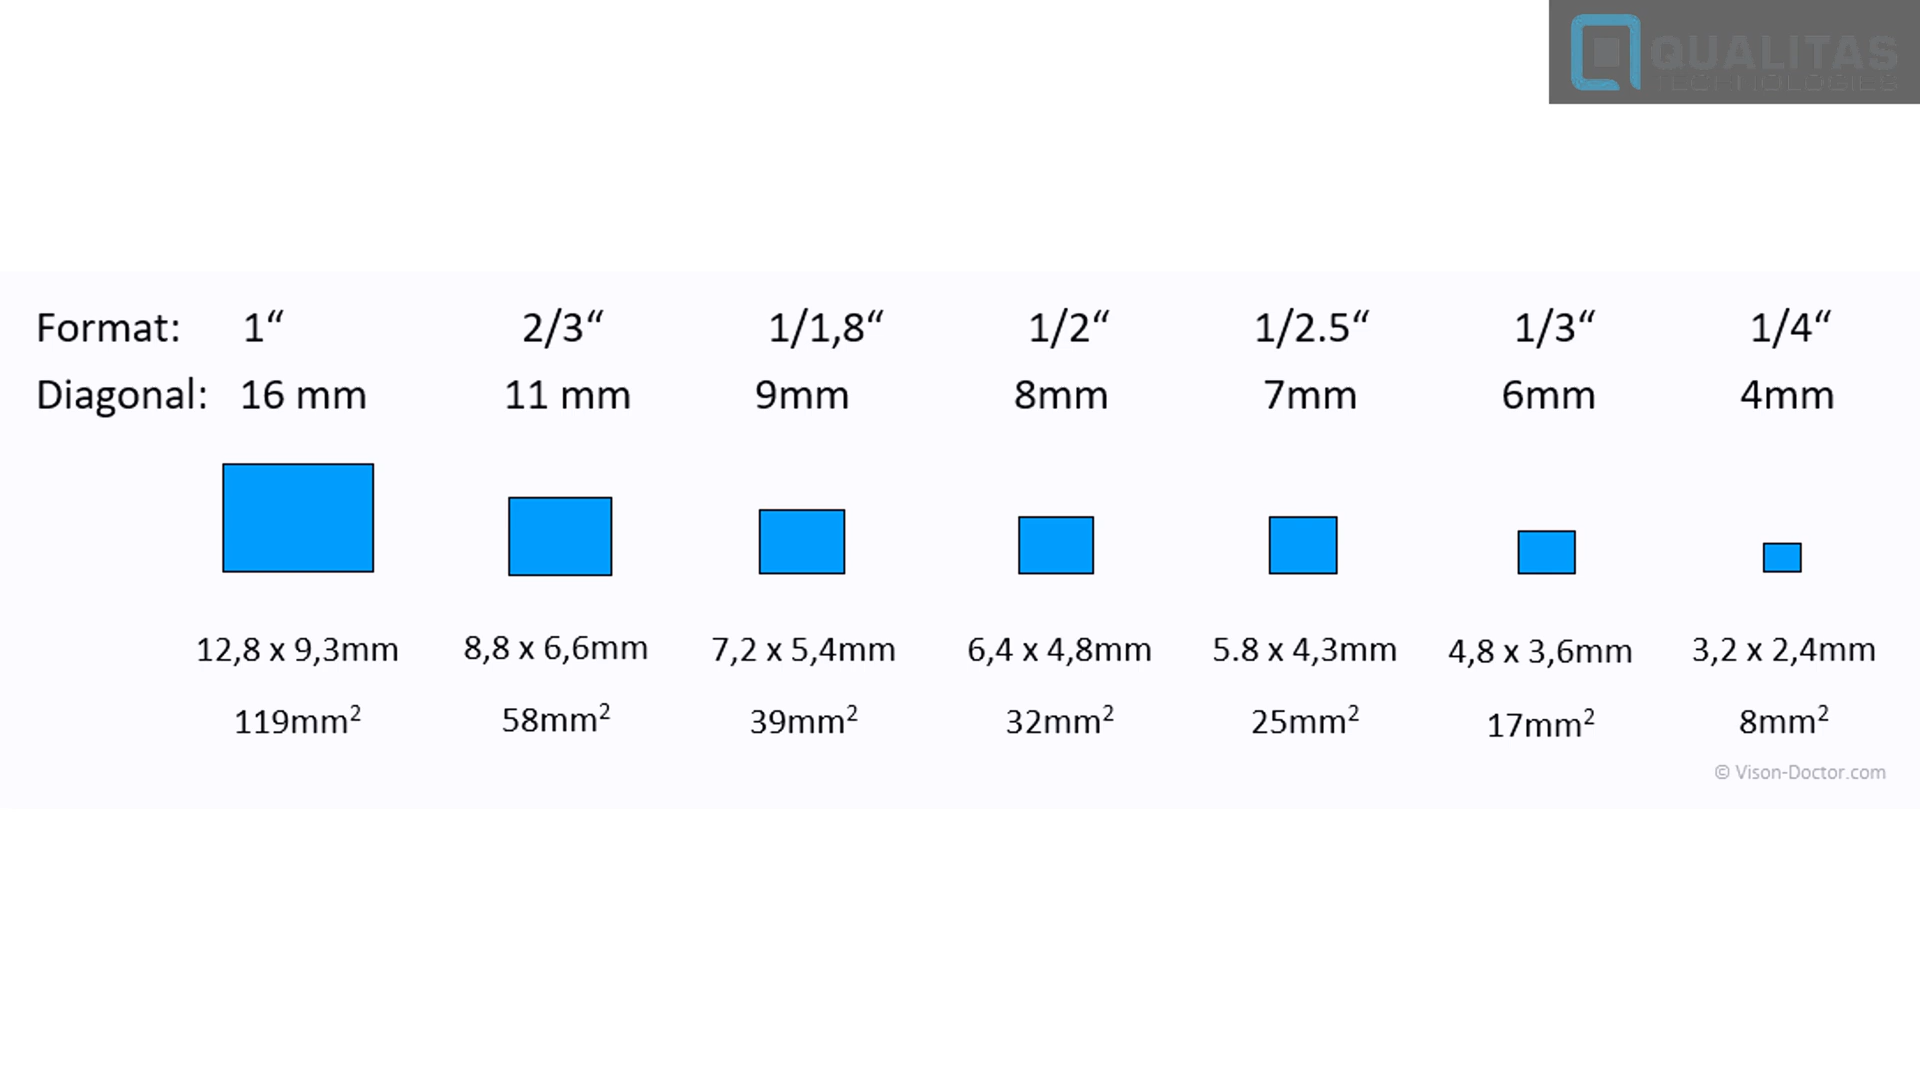 QUALITAS
TECHNOLOGIES
Format: 1“ 2/3“ 1/1,8“ 1/2“ 1/2.5“ 1/3“ 1/4“
Diagonal: 16 mm 11 mm 9mm 8mm 7mm 6mm 4mm
12,8 x 9,3mm 8,8 x 6,6mm 7,2 x 5,4mm 6,4 x 4,8mm 5.8 x 4,3mm 4,8 x 3,6mm 3,2 x 2,4mm
119mm² 58mm² 39mm² 32mm² 25mm² 17mm² 8mm²
© Vison-Doctor.com